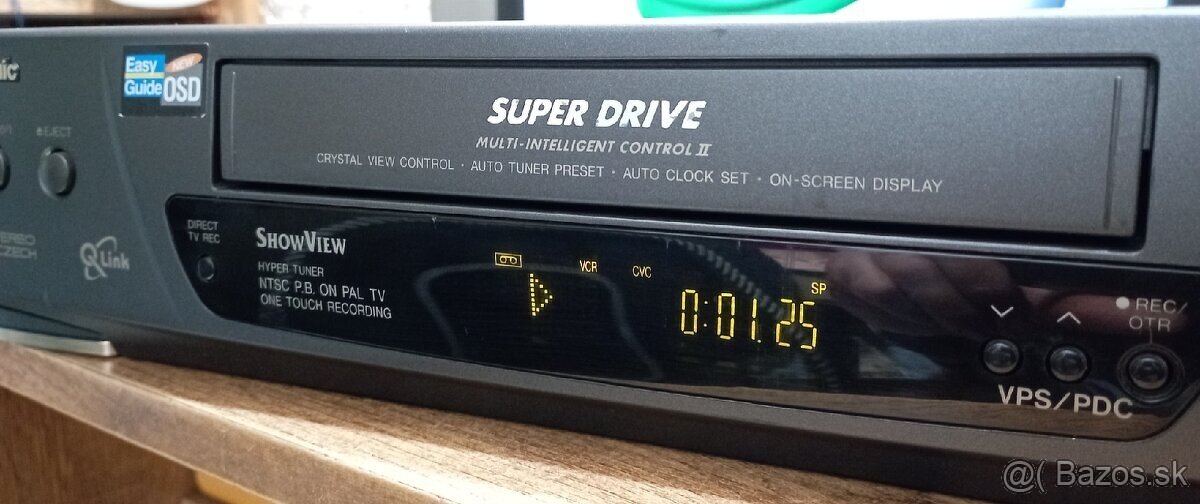 Easy
Guide
NEW
OSD
SUPER DRIVE
MULTI-INTELLIGENT CONTROL II
CRYSTAL VIEW CONTROL · AUTO TUNER PRESET · AUTO CLOCK SET · ON-SCREEN DISPLAY
EJECT
DIRECT
TV REC
Q Link
SHOWVIEW
HYPER TUNER
NTSC P.B. ON PAL TV
ONE TOUCH RECORDING
VCR
CVC
SP
0:01.25
REC/
OTR
VPS/PDC
@( Bazos.sk